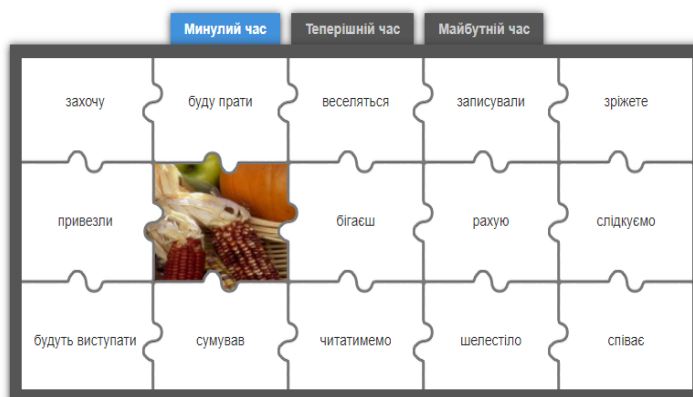 Минулий час Теперішній час Майбутній час
захочу буду прати веселяться записували зріжете
привезли бігаєш рахую слідкуємо
будуть виступати сумував читатимемо шелестіло співає